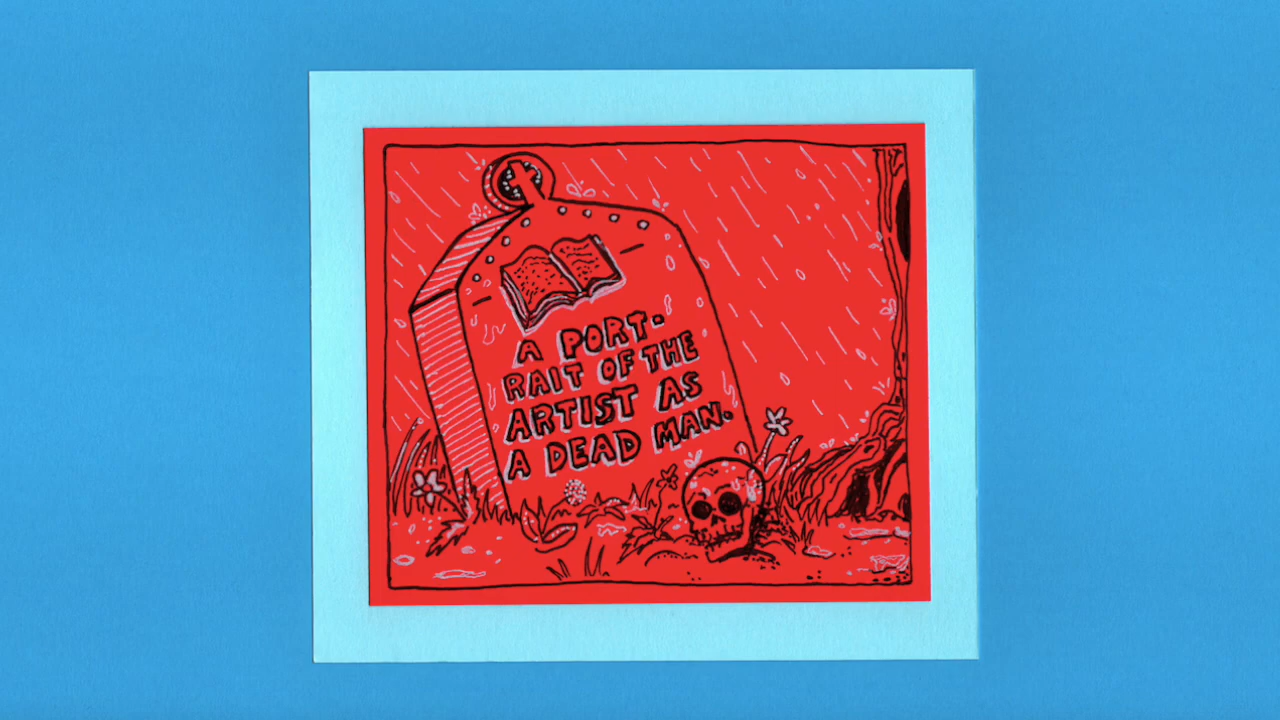 A PORT-
RAIT OF THE
ARTIST AS
A DEAD MAN.